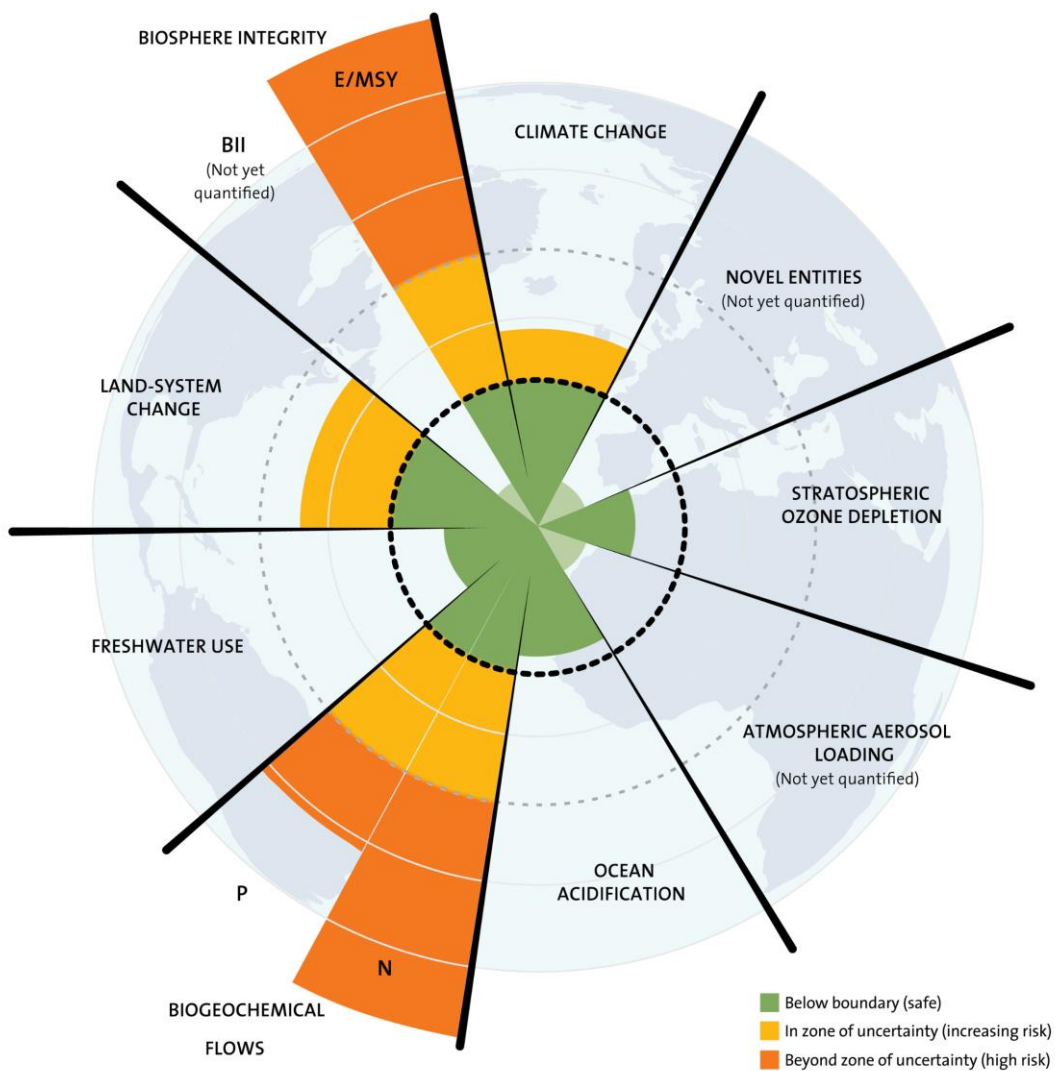 BIOSPHERE INTEGRITY
E/MSY
BII
(Not yet
quantified)
CLIMATE CHANGE
NOVEL ENTITIES
(Not yet quantified)
LAND-SYSTEM
CHANGE
STRATOSPHERIC
OZONE DEPLETION
FRESHWATER USE
ATMOSPHERIC AEROSOL
LOADING
(Not yet quantified)
OCEAN
ACIDIFICATION
P
N
BIOGEOCHEMICAL
FLOWS
Below boundary (safe)
In zone of uncertainty (increasing risk)
Beyond zone of uncertainty (high risk)